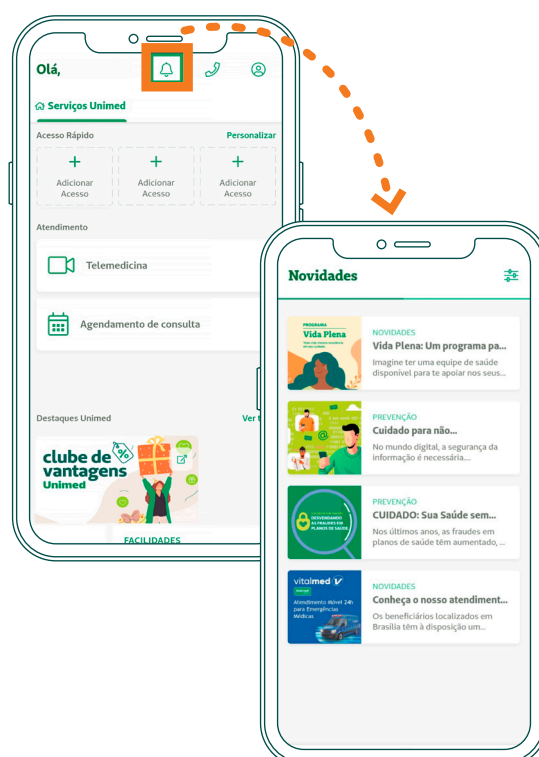 Olá,
Serviços Unimed
Acesso Rápido
Personalizar
+
+
+
Adicionar
Acesso
Adicionar
Acesso
Adicionar
Acesso
Atendimento
Telemedicina
Agendamento de consulta
Destaques Unimed
Ver
clube de
vantagens
Unimed
%
FACILIDADES
Novidades
PROGRAMA
Vida Plena
NOVIDADES
Vida Plena: Um programa pa...
Imagine ter uma equipe de saúde
disponível para te apoiar nos seus...
PREVENÇÃO
Cuidado para não...
No mundo digital, a segurança da
informação é necessária....
DESVENDANDO
AS FRAUDES EM
PLANOS DE SAÚDE
PREVENÇÃO
CUIDADO: Sua Saúde sem...
Nos últimos anos, as fraudes em
planos de saúde têm aumentado, ...
vitalmed
Atendimento Móvel 24h
para Emergências
Médicas
NOVIDADES
Conheça o nosso atendiment...
Os beneficiários localizados em
Brasília têm à disposição um...